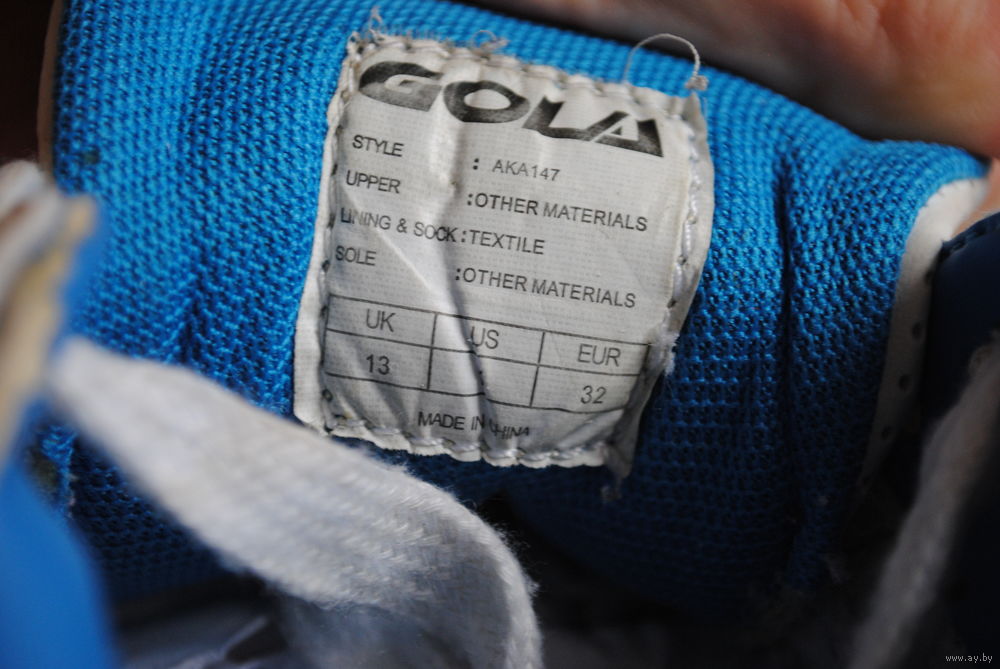 GOLA
STYLE : AKA147
UPPER :OTHER MATERIALS
LINING & SOCK:TEXTILE
SOLE :OTHER MATERIALS
UK US EUR
13 32
MADE IN CHINA
www.ay.by